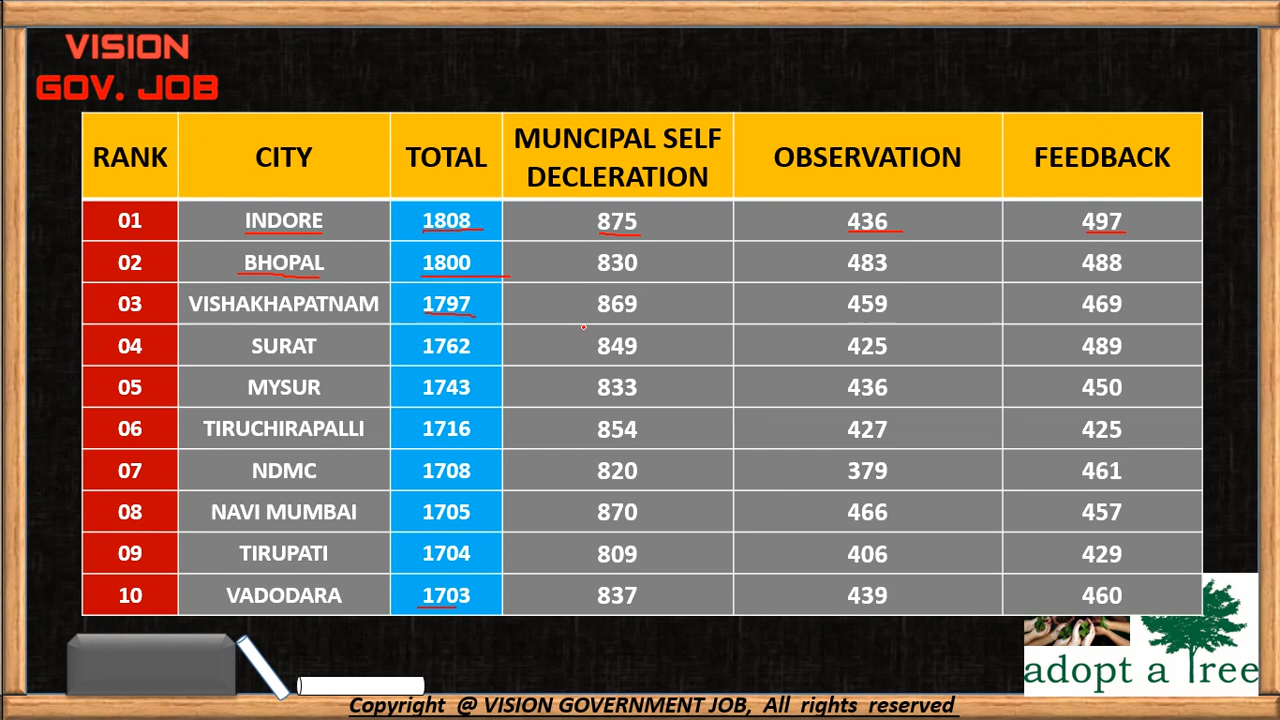 VISION
GOV. JOB
RANK CITY TOTAL MUNCIPAL SELF DECLERATION OBSERVATION FEEDBACK
01 INDORE 1808 875 436 497
02 BHOPAL 1800 830 483 488
03 VISHAKHAPATNAM 1797 869 459 469
04 SURAT 1762 849 425 489
05 MYSUR 1743 833 436 450
06 TIRUCHIRAPALLI 1716 854 427 425
07 NDMC 1708 820 379 461
08 NAVI MUMBAI 1705 870 466 457
09 TIRUPATI 1704 809 406 429
10 VADODARA 1703 837 439 460
adopt a Tree
Copyright @ VISION GOVERNMENT JOB, All rights reserved